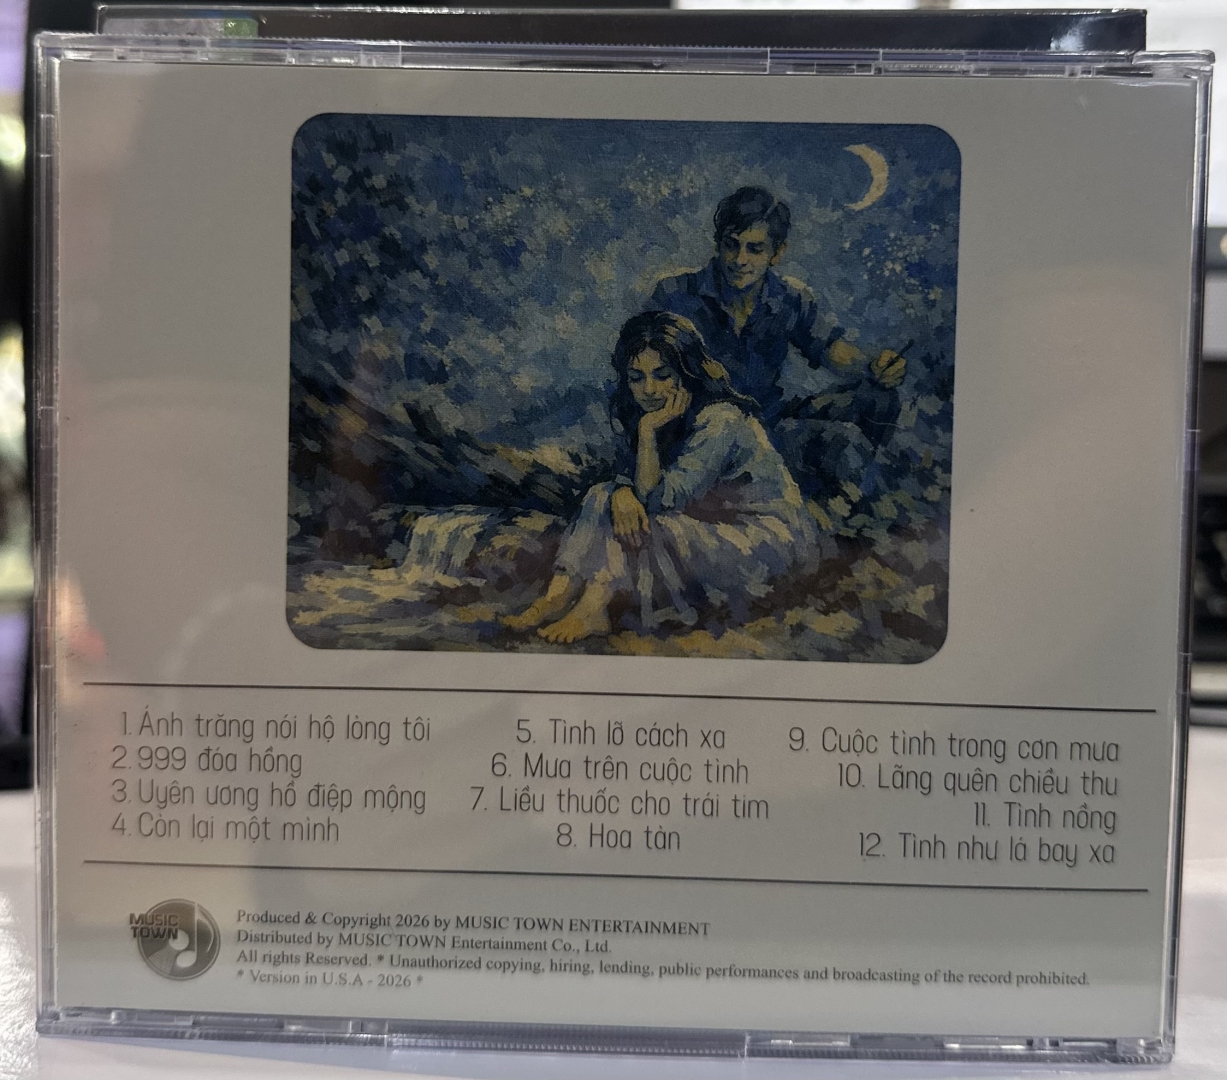 1. Ánh trăng nói hộ lòng tôi
2. 999 đóa hồng
3. Uyên ương hồ điệp mộng
4. Còn lại một mình
5. Tình lỡ cách xa
6. Mưa trên cuộc tình
7. Liều thuốc cho trái tim
8. Hoa tàn
9. Cuộc tình trong cơn mưa
10. Lãng quên chiều thu
11. Tình nồng
12. Tình như lá bay xa
MUSIC
TOWN
Produced & Copyright 2026 by MUSIC TOWN ENTERTAINMENT
Distributed by MUSIC TOWN Entertainment Co., Ltd.
All rights Reserved. * Unauthorized copying, hiring, lending, public performances and broadcasting of the record prohibited.
* Version in U.S.A - 2026 *